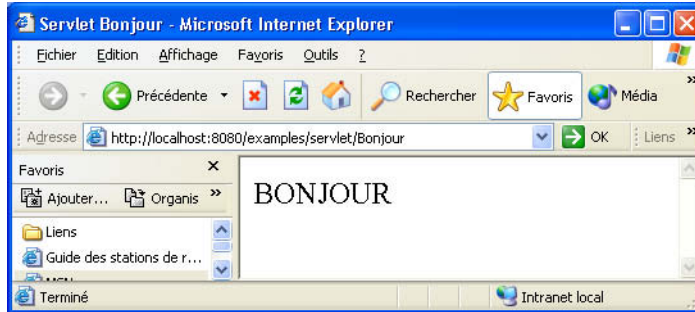 Servlet Bonjour - Microsoft Internet Explorer
Fichier Edition Affichage Favoris Outils ?
Précédente Rechercher Favoris Média »
Adresse http://localhost:8080/examples/servlet/Bonjour OK Liens »
Favoris ×
Ajouter... Organis »
Liens
Guide des stations de r...
MSN
BONJOUR
Terminé Intranet local